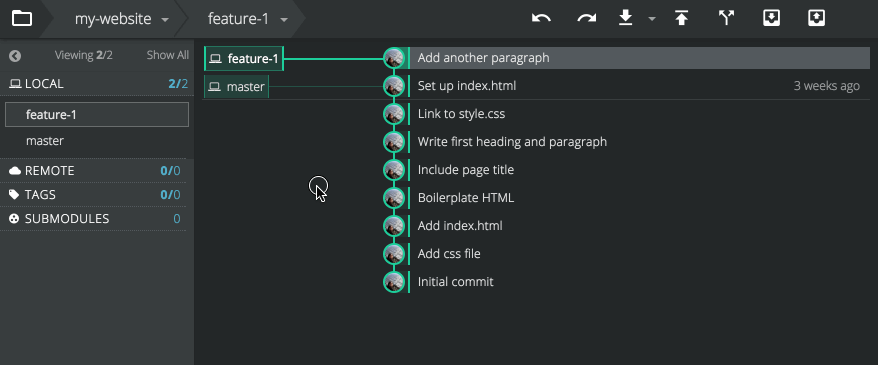 my-website
feature-1
Viewing 2/2 Show All
LOCAL 2/2
feature-1
master
REMOTE 0/0
TAGS 0/0
SUBMODULES 0
feature-1 Add another paragraph
master Set up index.html 3 weeks ago
Link to style.css
Write first heading and paragraph
Include page title
Boilerplate HTML
Add index.html
Add css file
Initial commit